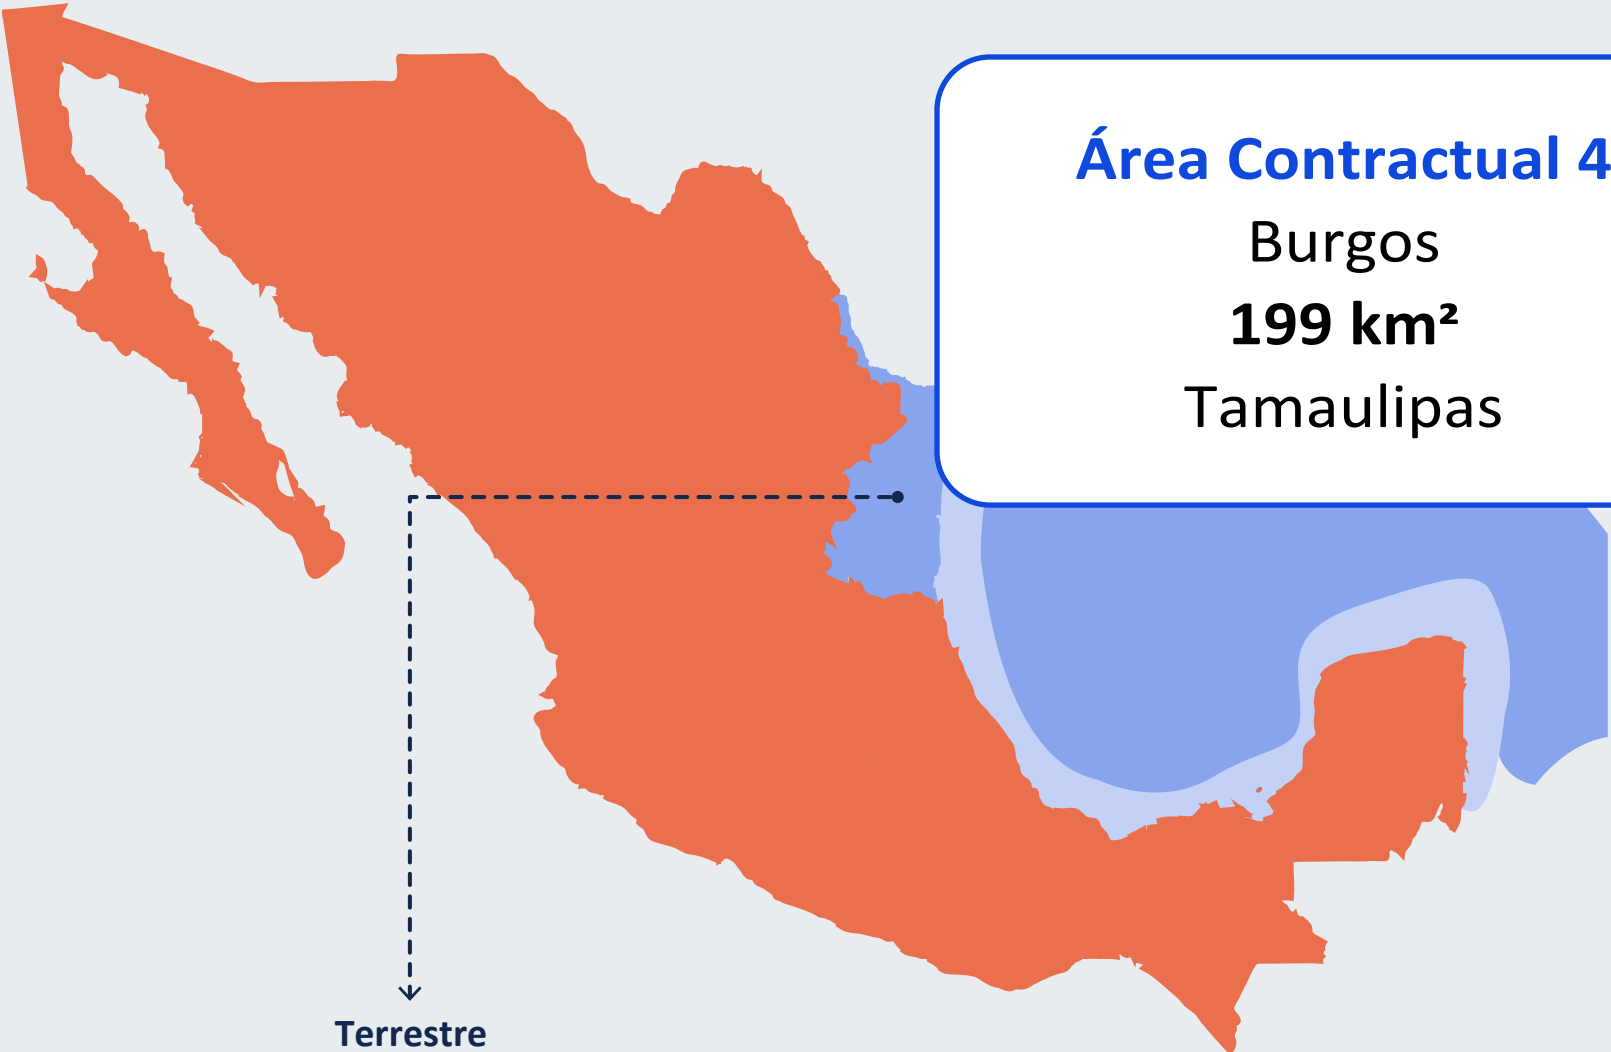 Área Contractual 4
Burgos
199 km²
Tamaulipas
Terrestre